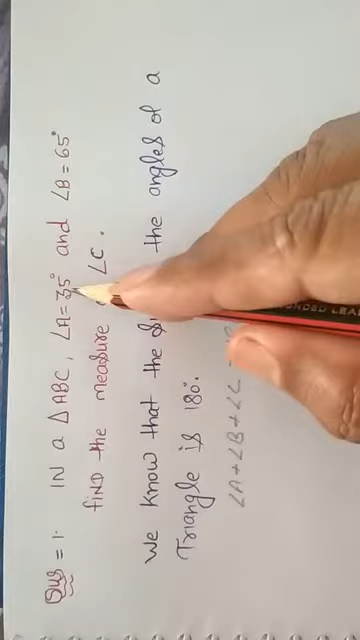 Qus = 1. IN a △ABC, ∠A=35° and ∠B=65°
find the measure ∠C.
We know that the the angles of a
Triangle is 180°.
∠A+∠B+∠C